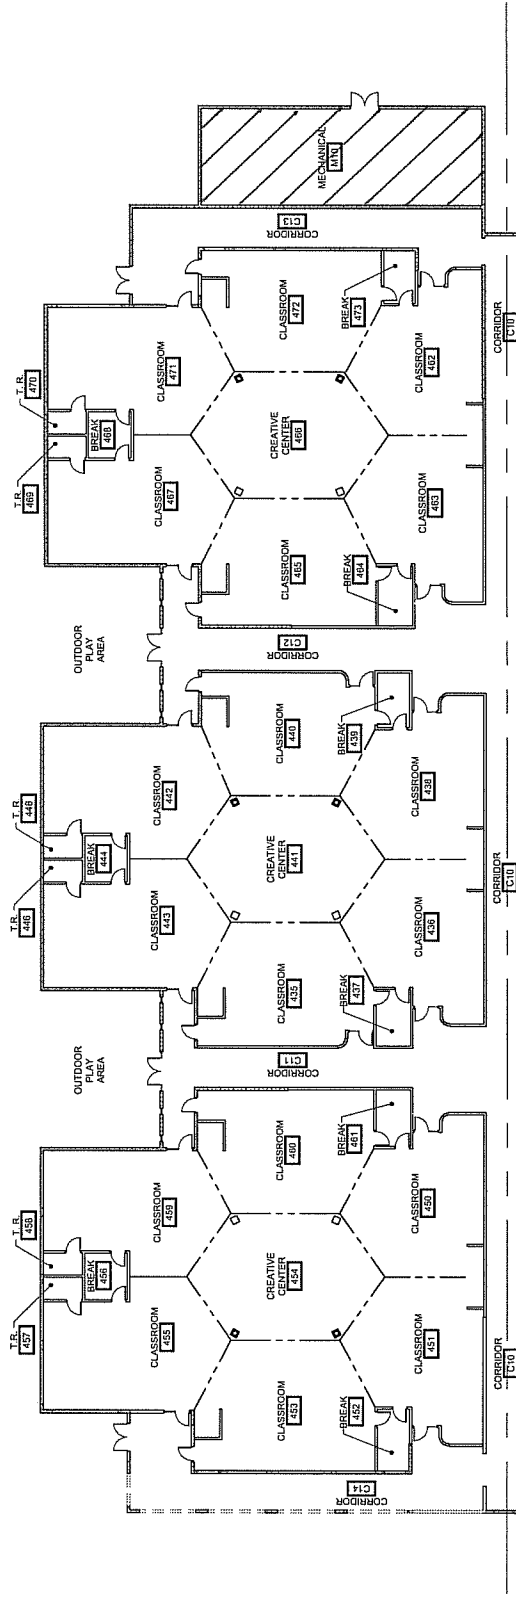 T.R.
457
T.R.
458
BREAK
456
CLASSROOM
455
CLASSROOM
459
CREATIVE
CENTER
454
CLASSROOM
453
CLASSROOM
460
BREAK
452
BREAK
461
CLASSROOM
451
CLASSROOM
450
CORRIDOR
C14
CORRIDOR
C10
OUTDOOR
PLAY
AREA
CORRIDOR
C11
T.R.
446
T.R.
446
BREAK
444
CLASSROOM
443
CLASSROOM
442
CREATIVE
CENTER
441
CLASSROOM
435
CLASSROOM
440
BREAK
437
BREAK
439
CLASSROOM
436
CLASSROOM
438
CORRIDOR
C10
OUTDOOR
PLAY
AREA
CORRIDOR
C12
T.R.
469
T.R.
470
BREAK
468
CLASSROOM
467
CLASSROOM
471
CREATIVE
CENTER
466
CLASSROOM
465
CLASSROOM
472
BREAK
464
BREAK
473
CLASSROOM
463
CLASSROOM
462
CORRIDOR
C10
CORRIDOR
C13
MECHANICAL
M10